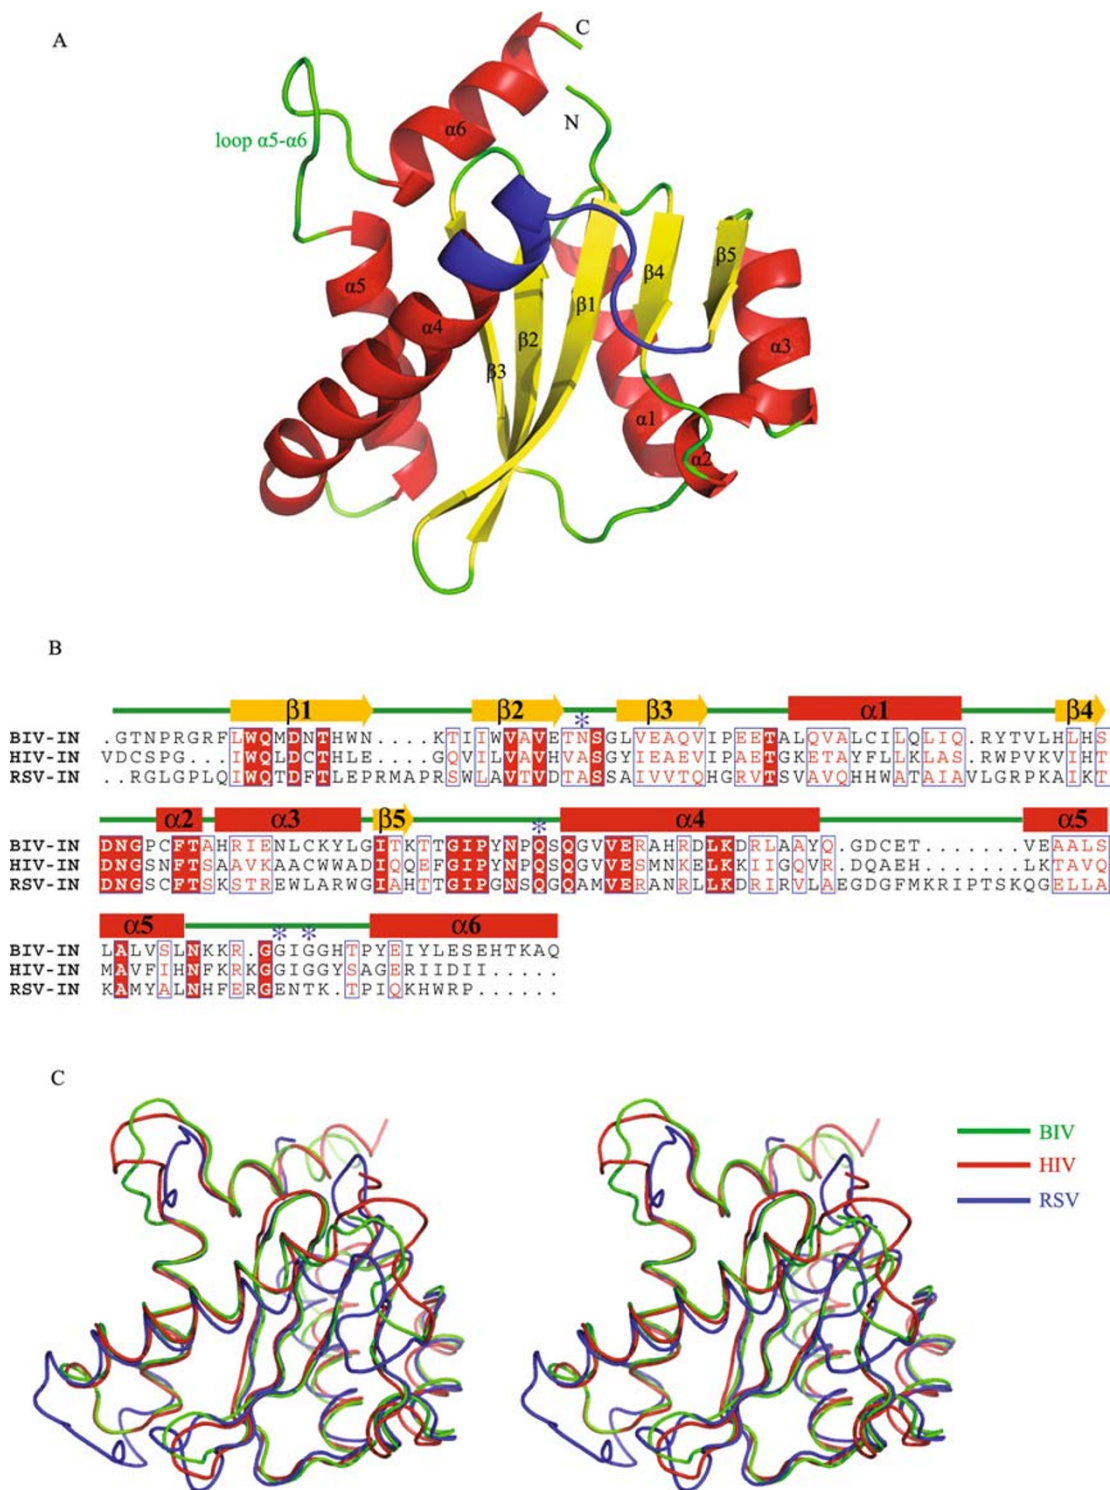 A
C
N
loop α5-α6
α6
α5
α4
β5
β4
β1
β2
β3
α3
α1
α2
B
β1 β2 β3 α1 β4
*
BIV-IN .GTNPRGRFLWQMDNTHWN....KTIIWVAVETNSGLVEAQVIPEETALQVALCILQLIQ.RYTVLHLHS
HIV-IN VDCSPG...IWQLDCTHLE...GQVILVAVHVASGYIEAEVIPAETGKETAYFLLKLAS.RWPVKVIHT
RSV-IN ..RGLGPLQIWQTDFTLEPRMAPRSWLAVTVDTASSAIVVTQHGRVTSVAVQHHWATAIAVLGRPKAIKT
α2 α3 β5 α4 α5
*
BIV-IN DNGPCFTAHRIENLCKYLGITKTTGIPYNPQSQGVVERAHRDLKDRLAAYQ.GDCET.....VEAALS
HIV-IN DNGSNFTSAAVKAACWWADIQQEFGIPYNPQSQGVVESMNKELKKIIGQVR.DQAEH.......LKTAVQ
RSV-IN DNGSCFTSKSTREWLARWGIAHTTGIPGNSQGQAMVERANRLLKDRIRVLAEGDGFMKRIPTSKQGELLA
α5 α6
* *
BIV-IN LALVSLNKKR.GGIGGHTPYEIYLESEHTKAQ
HIV-IN MAVFIHNFKRKGGIGGYSAGERIIDII.....
RSV-IN KAMYALNHFERGENTK.TPIQKHWRP......
C
BIV
HIV
RSV